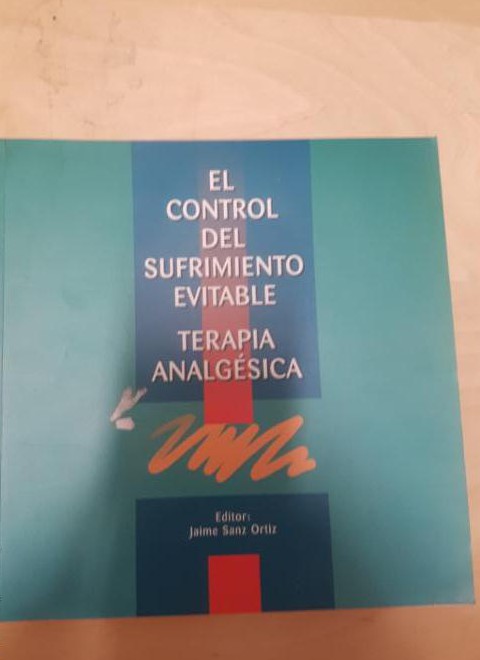 EL
CONTROL
DEL
SUFRIMIENTO
EVITABLE
TERAPIA
ANALGÉSICA
Editor:
Jaime Sanz Ortiz